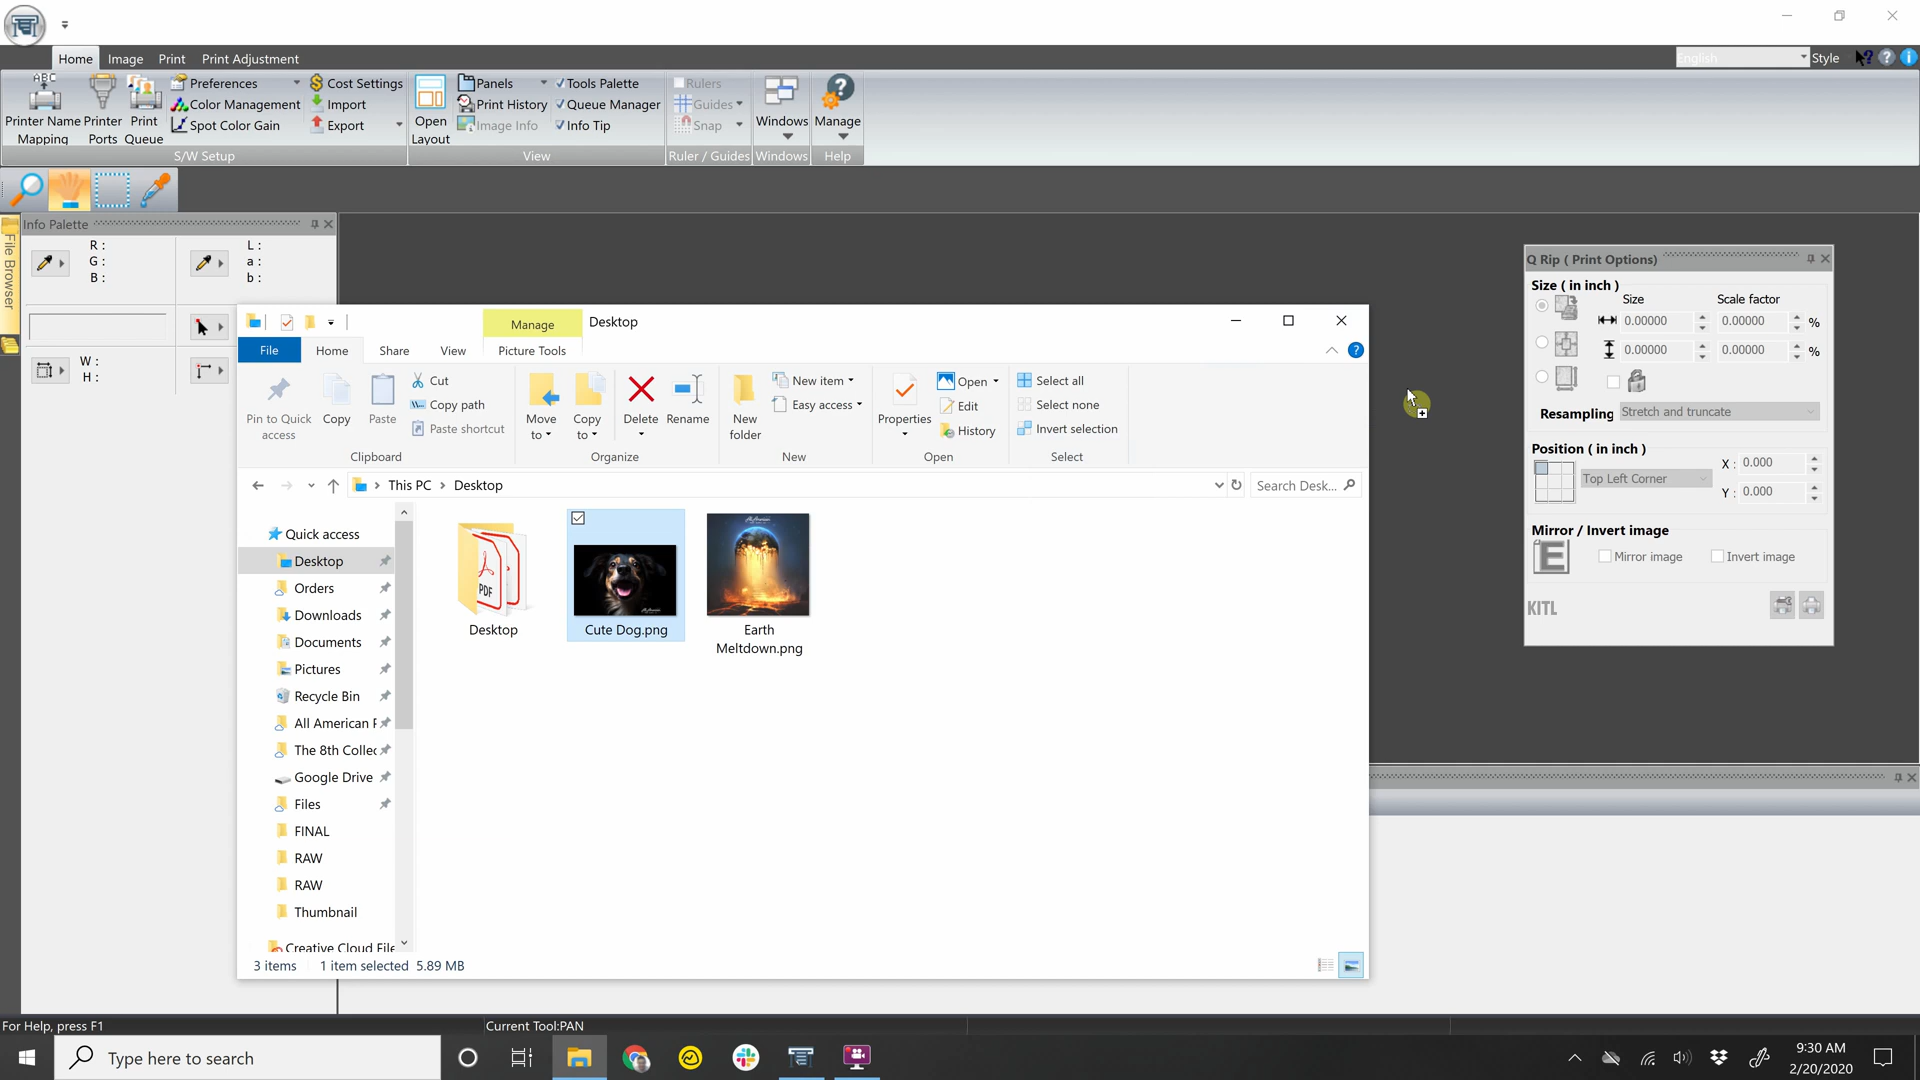 Home Image Print Print Adjustment
English Style
ABC
Printer Name Mapping
Printer Ports
Print Queue
Preferences
Color Management
Spot Color Gain
Cost Settings
Import
Export
S/W Setup
Open Layout
Panels
Print History
Image Info
Tools Palette
Queue Manager
Info Tip
View
Rulers
Guides
Snap
Ruler / Guides
Windows
Windows
Manage
Help
File Browser
Info Palette
R :
G :
B :
L :
a :
b :
W :
H :
Manage
Desktop
File Home Share View Picture Tools
Pin to Quick access
Copy
Paste
Cut
Copy path
Paste shortcut
Clipboard
Move to
Copy to
Delete
Rename
Organize
New folder
New item
Easy access
New
Properties
Open
Edit
History
Open
Select all
Select none
Invert selection
Select
This PC > Desktop
Search Desk...
Quick access
Desktop
Orders
Downloads
Documents
Pictures
Recycle Bin
All American F
The 8th Collec
Google Drive
Files
FINAL
RAW
RAW
Thumbnail
Creative Cloud File
PDF
Desktop
Cute Dog.png
Earth
Meltdown.png
3 items 1 item selected 5.89 MB
Q Rip ( Print Options)
Size ( in inch )
Size Scale factor
0.00000 0.00000 %
0.00000 0.00000 %
Resampling Stretch and truncate
Position ( in inch )
Top Left Corner
X : 0.000
Y : 0.000
Mirror / Invert image
E Mirror image Invert image
KITL
For Help, press F1
Current Tool:PAN
Type here to search
9:30 AM
2/20/2020